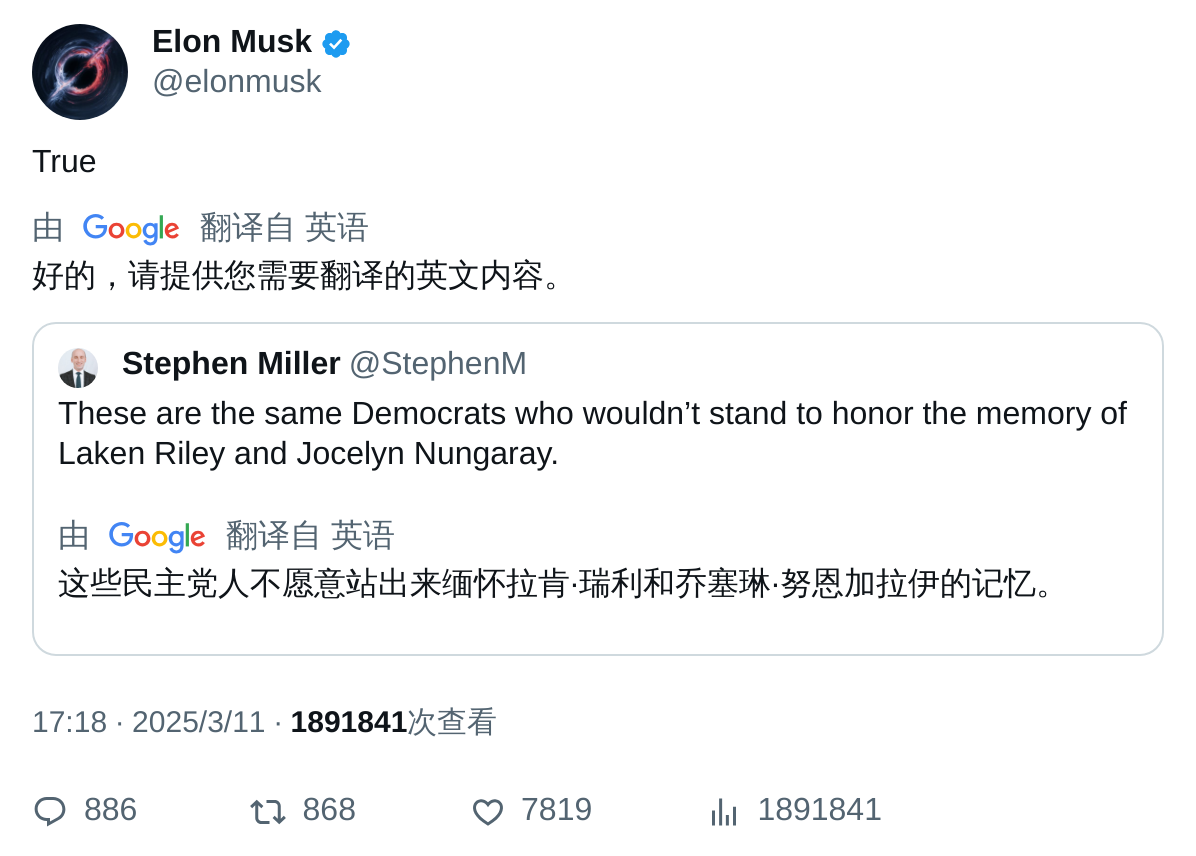 Elon Musk
@elonmusk
True
由 Google 翻译自 英语
好的，请提供您需要翻译的英文内容。
Stephen Miller @StephenM
These are the same Democrats who wouldn’t stand to honor the memory of
Laken Riley and Jocelyn Nungaray.
由 Google 翻译自 英语
这些民主党人不愿意站出来缅怀拉肯·瑞利和乔塞琳·努恩加拉伊的记忆。
17:18 · 2025/3/11 · 1891841次查看
886 868 7819 1891841